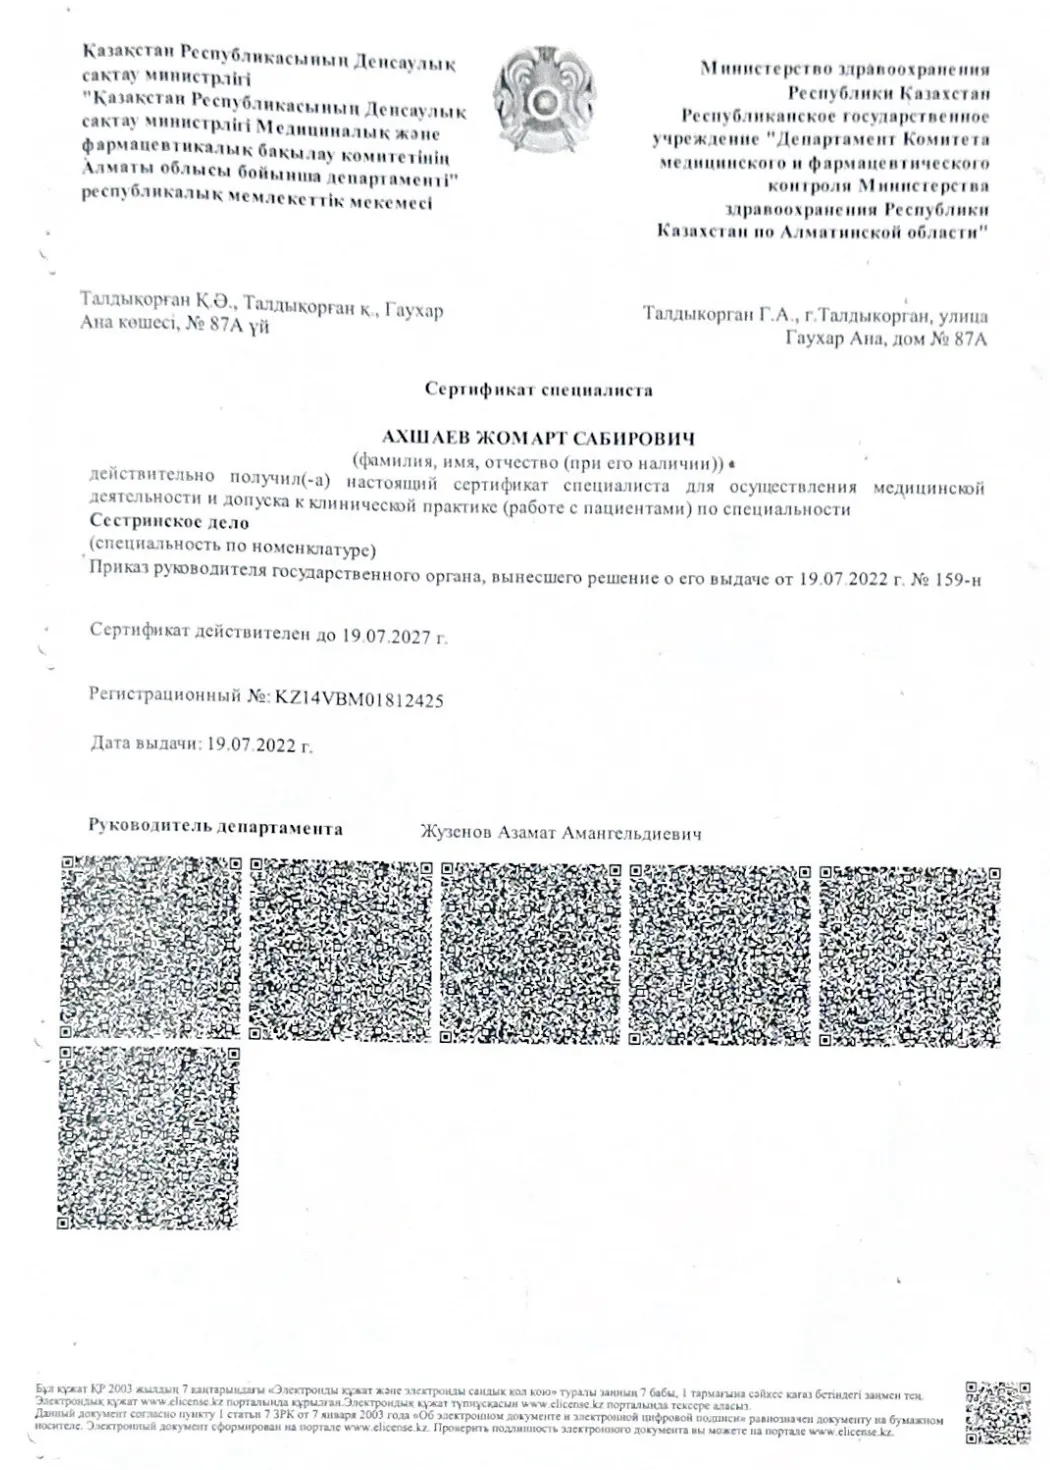 Қазақстан Республикасының Денсаулық
сақтау министрлігі
"Қазақстан Республикасының Денсаулық
сақтау министрлігі Медициналық және
фармацевтикалық бақылау комитетінің
Алматы облысы бойынша департаменті"
республикалық мемлекеттік мекемесі
Министерство здравоохранения
Республики Казахстан
Республиканское государственное
учреждение "Департамент Комитета
медицинского и фармацевтического
контроля Министерства
здравоохранения Республики
Казахстан по Алматинской области"
Талдықорған Қ.Ә., Талдықорған қ., Гаухар
Ана көшесі, № 87А үй
Талдыкорган Г.А., г.Талдыкорган, улица
Гаухар Ана, дом № 87А
Сертификат специалиста
АХШАЕВ ЖОМАРТ САБИРОВИЧ
(фамилия, имя, отчество (при его наличии))
действительно получил(-а) настоящий сертификат специалиста для осуществления медицинской
деятельности и допуска к клинической практике (работе с пациентами) по специальности
Сестринское дело
(специальность по номенклатуре)
Приказ руководителя государственного органа, вынесшего решение о его выдаче от 19.07.2022 г. № 159-н
Сертификат действителен до 19.07.2027 г.
Регистрационный №: KZ14VBM01812425
Дата выдачи: 19.07.2022 г.
Руководитель департамента Жузенов Азамат Амангельдиевич
Бұл құжат ҚР 2003 жылдың 7 қаңтарындағы «Электронды құжат және электронды сандық қол қою» туралы заңның 7 бабы, 1 тармағына сәйкес қағаз бетіндегі заңмен тең.
Электрондық құжат www.elicense.kz порталында құрылған.Электрондық құжат түпнұсқасын www.elicense.kz порталында тексере аласыз.
Данный документ согласно пункту 1 статьи 7 ЗРК от 7 января 2003 года «Об электронном документе и электронной цифровой подписи» равнозначен документу на бумажном
носителе. Электронный документ сформирован на портале www.elicense.kz. Проверить подлинность электронного документа вы можете на портале www.elicense.kz.